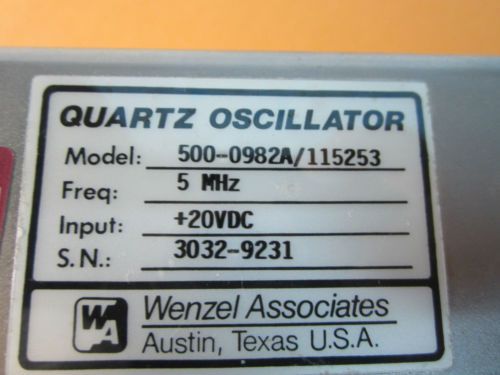 QUARTZ OSCILLATOR
Model: 500-0982A/115253
Freq: 5 MHz
Input: +20VDC
S.N.: 3032-9231
WA Wenzel Associates
Austin, Texas U.S.A.